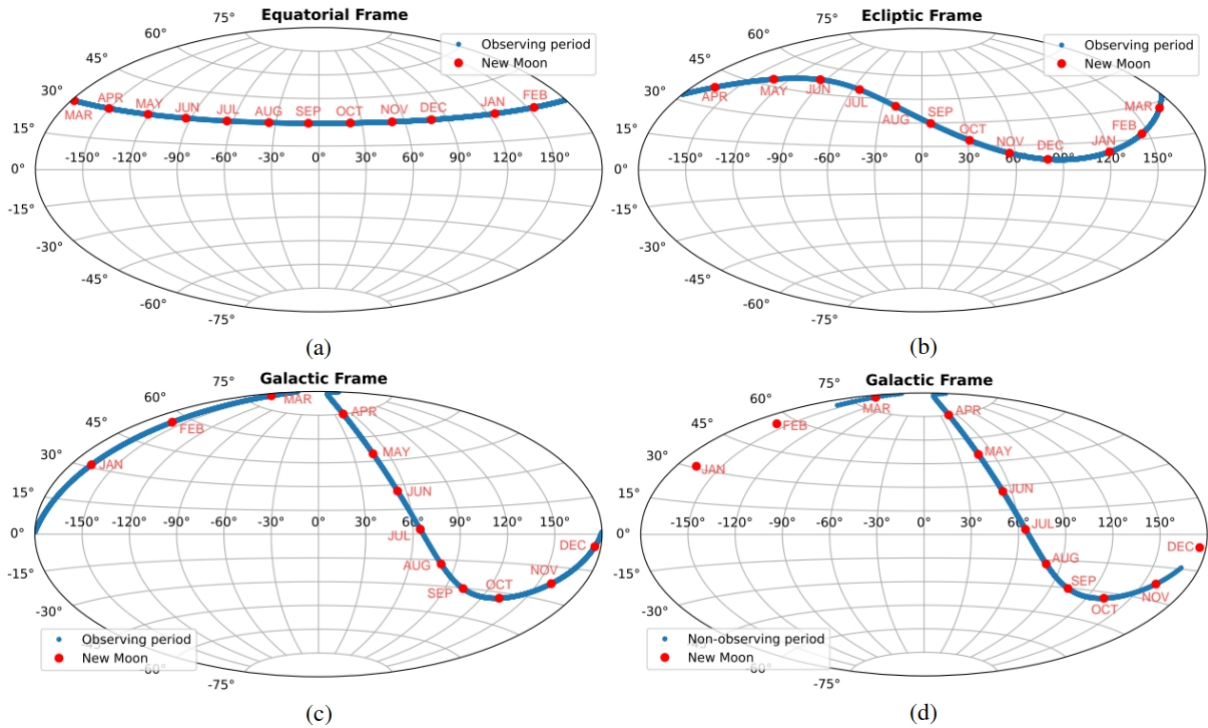 Equatorial Frame
75°
60°
45°
30°
15°
0°
-15°
-30°
-45°
-60°
-75°
Observing period
New Moon
MAR APR MAY JUN JUL AUG SEP OCT NOV DEC JAN FEB
-150° -120° -90° -60° -30° 0° 30° 60° 90° 120° 150°
(a)
Ecliptic Frame
75°
60°
45°
30°
15°
0°
-15°
-30°
-45°
-60°
-75°
Observing period
New Moon
APR MAY JUN JUL AUG SEP OCT NOV DEC JAN FEB MAR
-150° -120° -90° -60° -30° 0° 30° 60° 90° 120° 150°
(b)
Galactic Frame
75°
60°
45°
30°
15°
0°
-15°
-30°
-60°
-75°
JAN FEB MAR APR MAY JUN JUL AUG SEP OCT NOV DEC
-150° -120° -90° -60° -30° 0° 30° 60° 90° 120° 150°
Observing period
New Moon
(c)
Galactic Frame
75°
60°
45°
30°
15°
0°
-15°
-30°
-60°
-75°
JAN FEB MAR APR MAY JUN JUL AUG SEP OCT NOV DEC
-150° -120° -90° -60° -30° 0° 30° 60° 90° 120° 150°
Non-observing period
New Moon
(d)